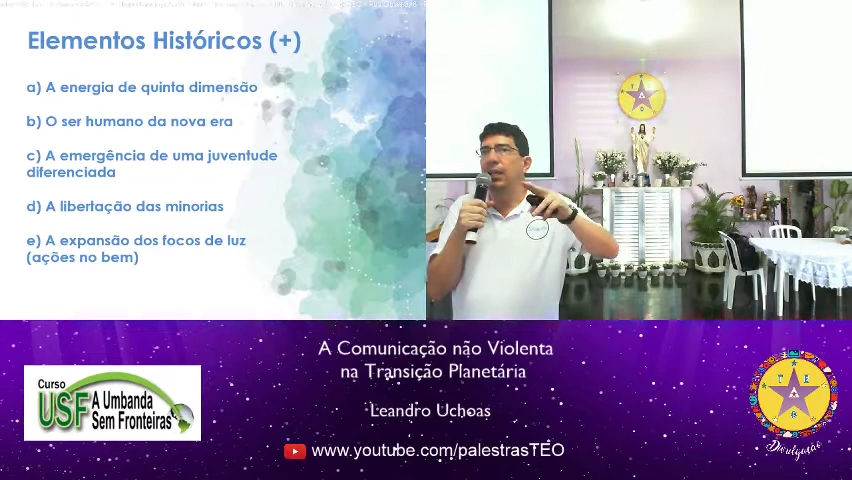 Elementos Históricos (+)
a) A energia de quinta dimensão
b) O ser humano da nova era
c) A emergência de uma juventude
diferenciada
d) A libertação das minorias
e) A expansão dos focos de luz
(ações no bem)
A Comunicação não Violenta
na Transição Planetária
Leandro Uchoas
www.youtube.com/palestrasTEO
Curso
USF
A Umbanda
Sem Fronteiras
Divulgação